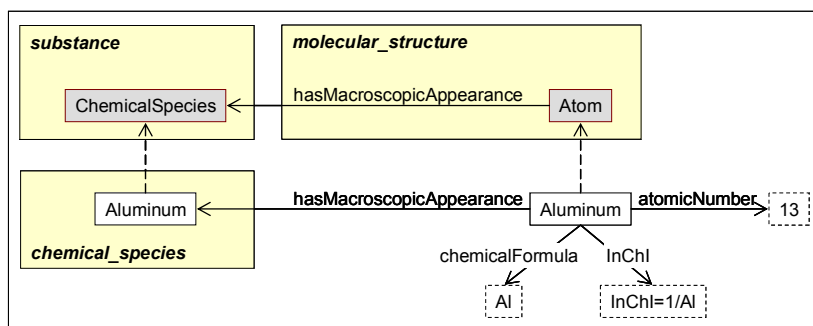 substance
molecular_structure
hasMacroscopicAppearance
ChemicalSpecies
Atom
hasMacroscopicAppearance
atomicNumber
Aluminum
Aluminum
13
chemical_species
chemicalFormula
InChI
Al
InChI=1/Al